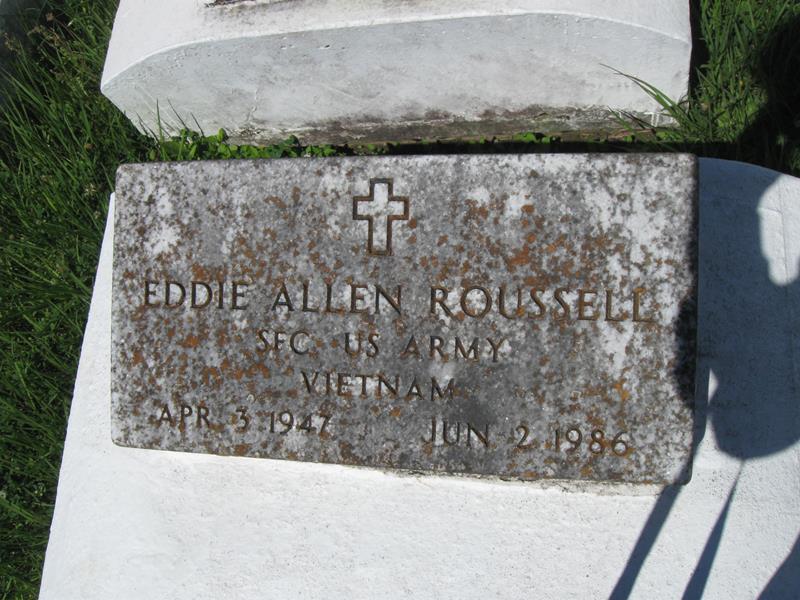 EDDIE ALLEN ROUSSELL
SFC US ARMY
VIETNAM
APR 3 1947 JUN 2 1986